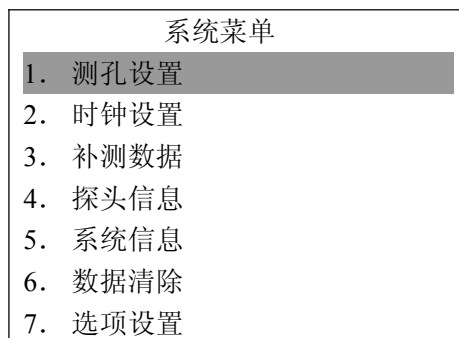 系统菜单
1. 测孔设置
2. 时钟设置
3. 补测数据
4. 探头信息
5. 系统信息
6. 数据清除
7. 选项设置